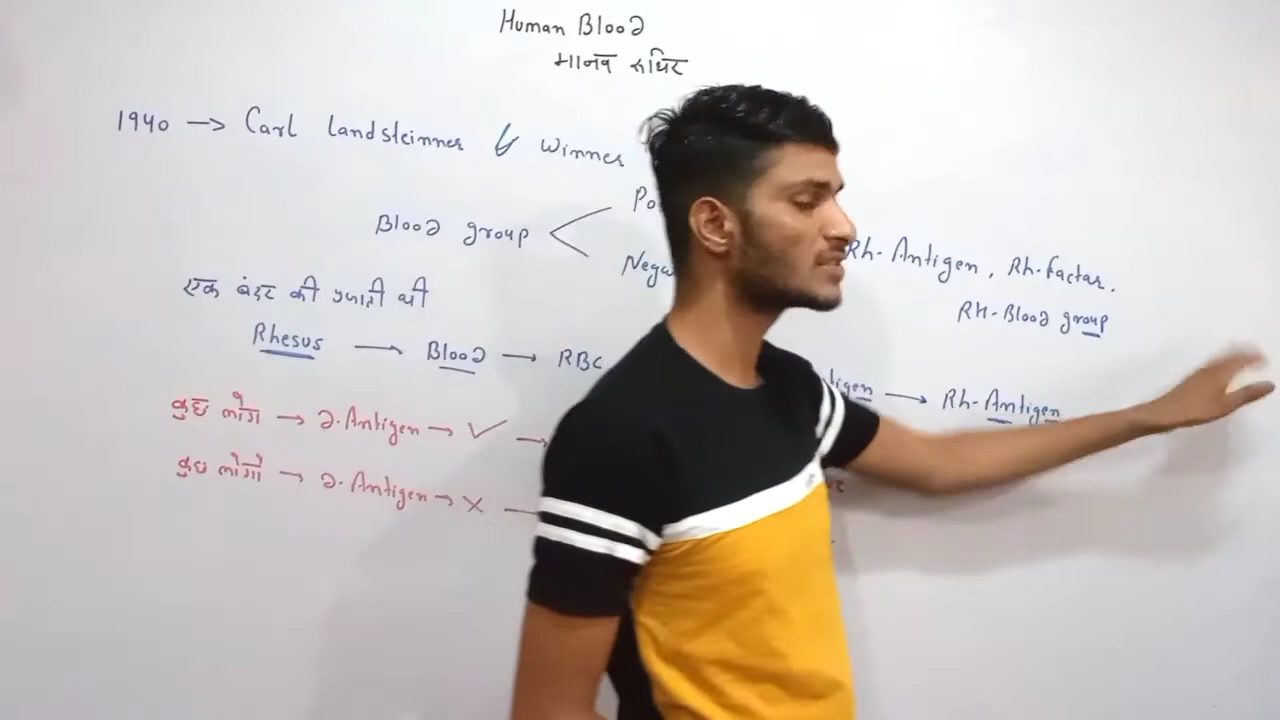 Human Blood
मानव रुधिर
1940 → Carl Landsteinner & Winner
Blood group
Rh-Antigen, Rh-factar.
RH-Blood group
एक बंदर की प्रजाती थी
Rhesus → Blood → RBC
→ Rh-Antigen
कुछ लोग → d.Antigen → ✓ →
कुछ लोगों → d.Antigen → ✗